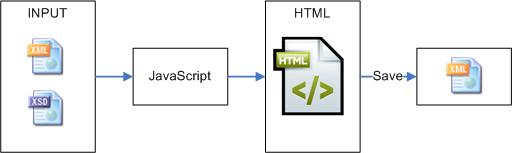 INPUT
XML
XSD
JavaScript
HTML
HTML
</>
Save
XML